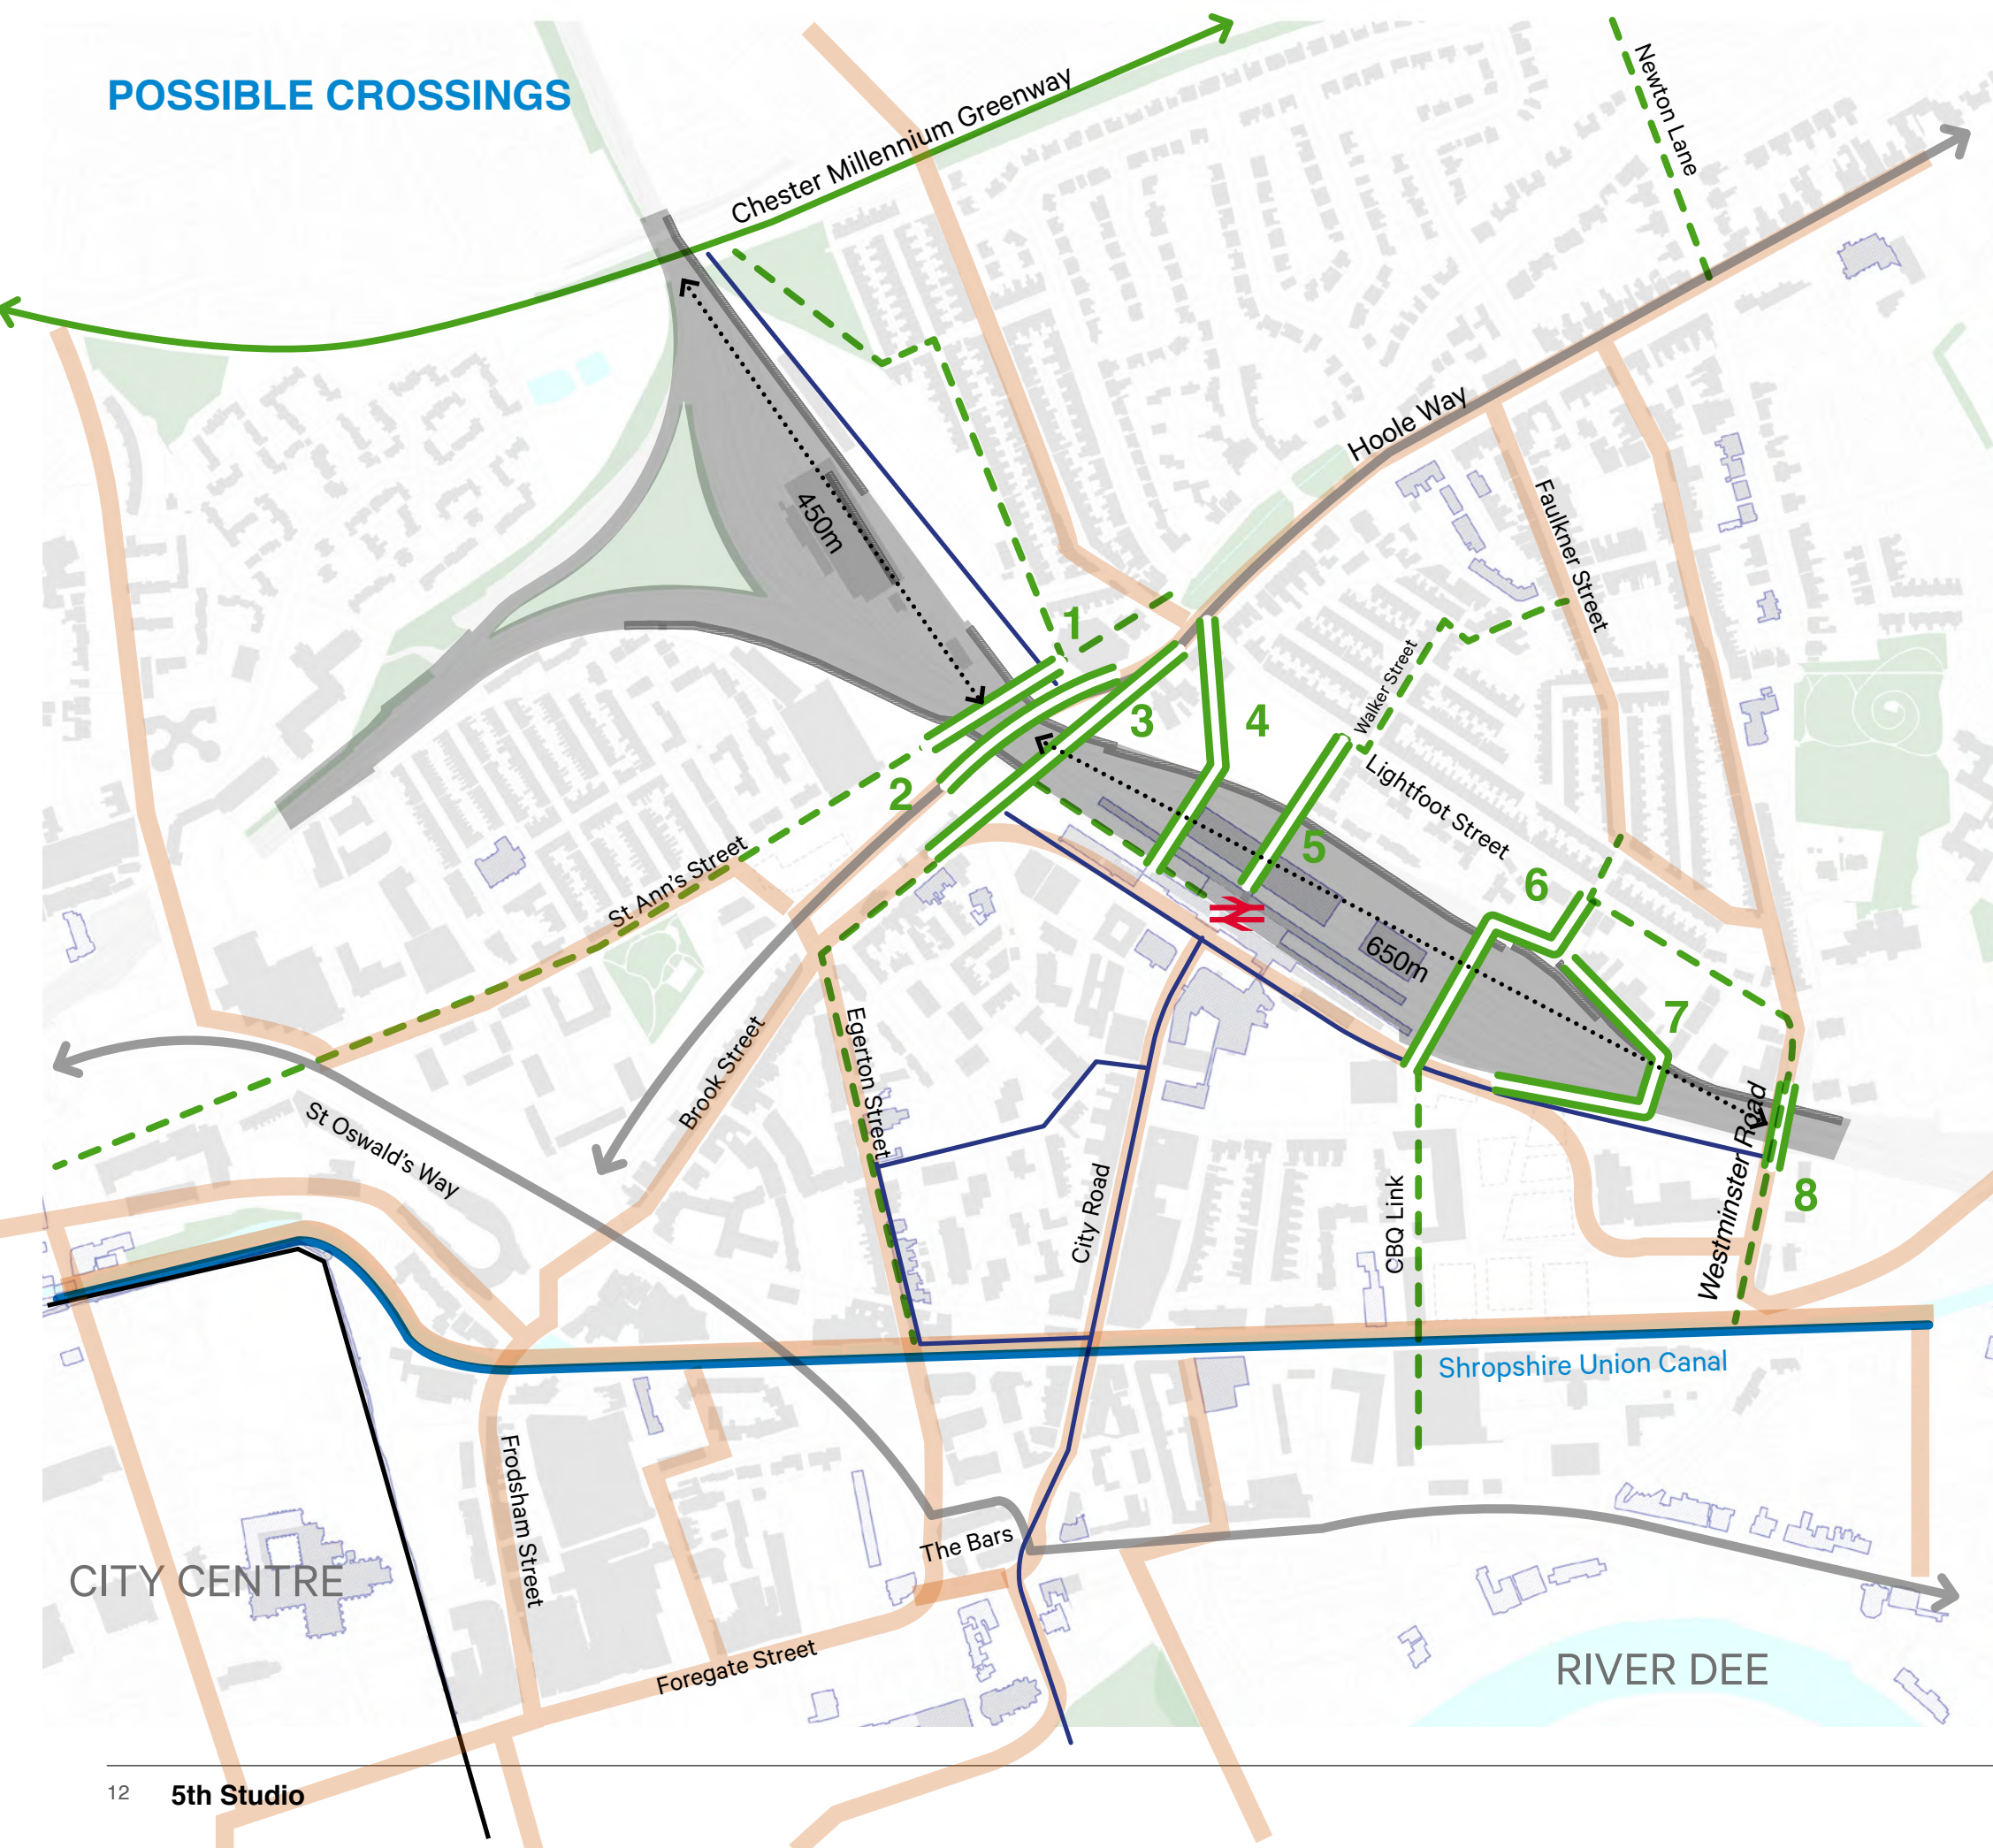 POSSIBLE CROSSINGS
Chester Millennium Greenway
Newton Lane
Hoole Way
450m
Faulkner Street
1
Walker Street
3
4
2
Lightfoot Street
5
St Ann's Street
6
650m
7
Egerton Street
Brook Street
St Oswald's Way
City Road
CBQ Link
Westminster Road
8
Shropshire Union Canal
Frodsham Street
The Bars
CITY CENTRE
Foregate Street
RIVER DEE
12 5th Studio